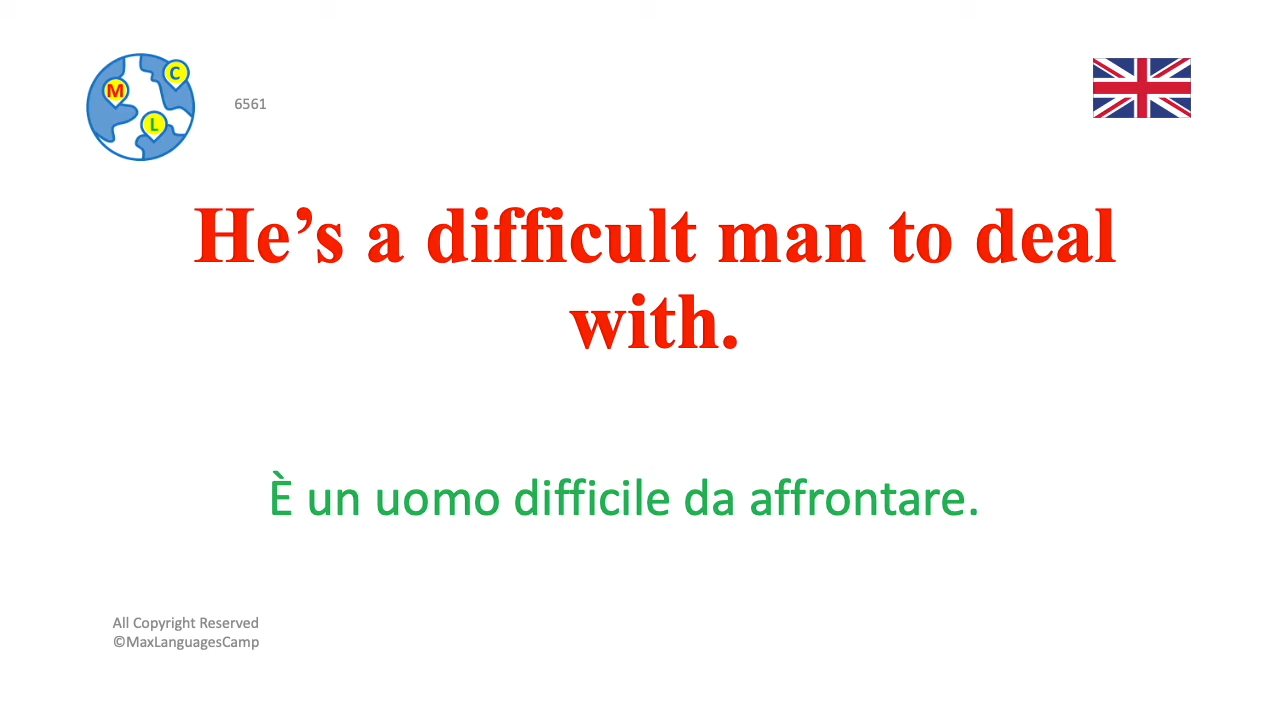 C
M
L
6561
He’s a difficult man to deal
with.
È un uomo difficile da affrontare.
All Copyright Reserved
©MaxLanguagesCamp